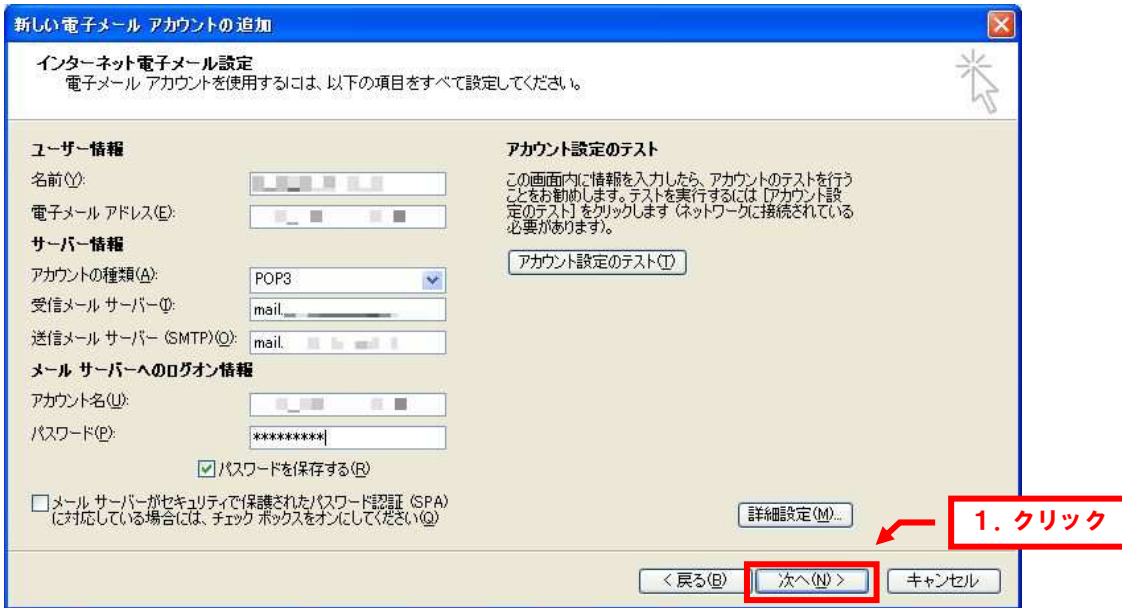 新しい電子メール アカウントの追加
インターネット電子メール設定
電子メール アカウントを使用するには、以下の項目をすべて設定してください。
ユーザー情報
名前(Y):
電子メール アドレス(E):
サーバー情報
アカウントの種類(A):
POP3
受信メール サーバー(I):
mail.
送信メール サーバー (SMTP)(O):
mail.
メール サーバーへのログオン情報
アカウント名(U):
パスワード(P):
*********
パスワードを保存する(R)
メール サーバーがセキュリティで保護されたパスワード認証 (SPA)
に対応している場合には、チェック ボックスをオンにしてください(Q)
アカウント設定のテスト
この画面内に情報を入力したら、アカウントのテストを行う
ことをお勧めします。テストを実行するには [アカウント設
定のテスト] をクリックします (ネットワークに接続されている
必要があります)。
アカウント設定のテスト(T)
詳細設定(M)...
1. クリック
< 戻る(B)
次へ(N) >
キャンセル